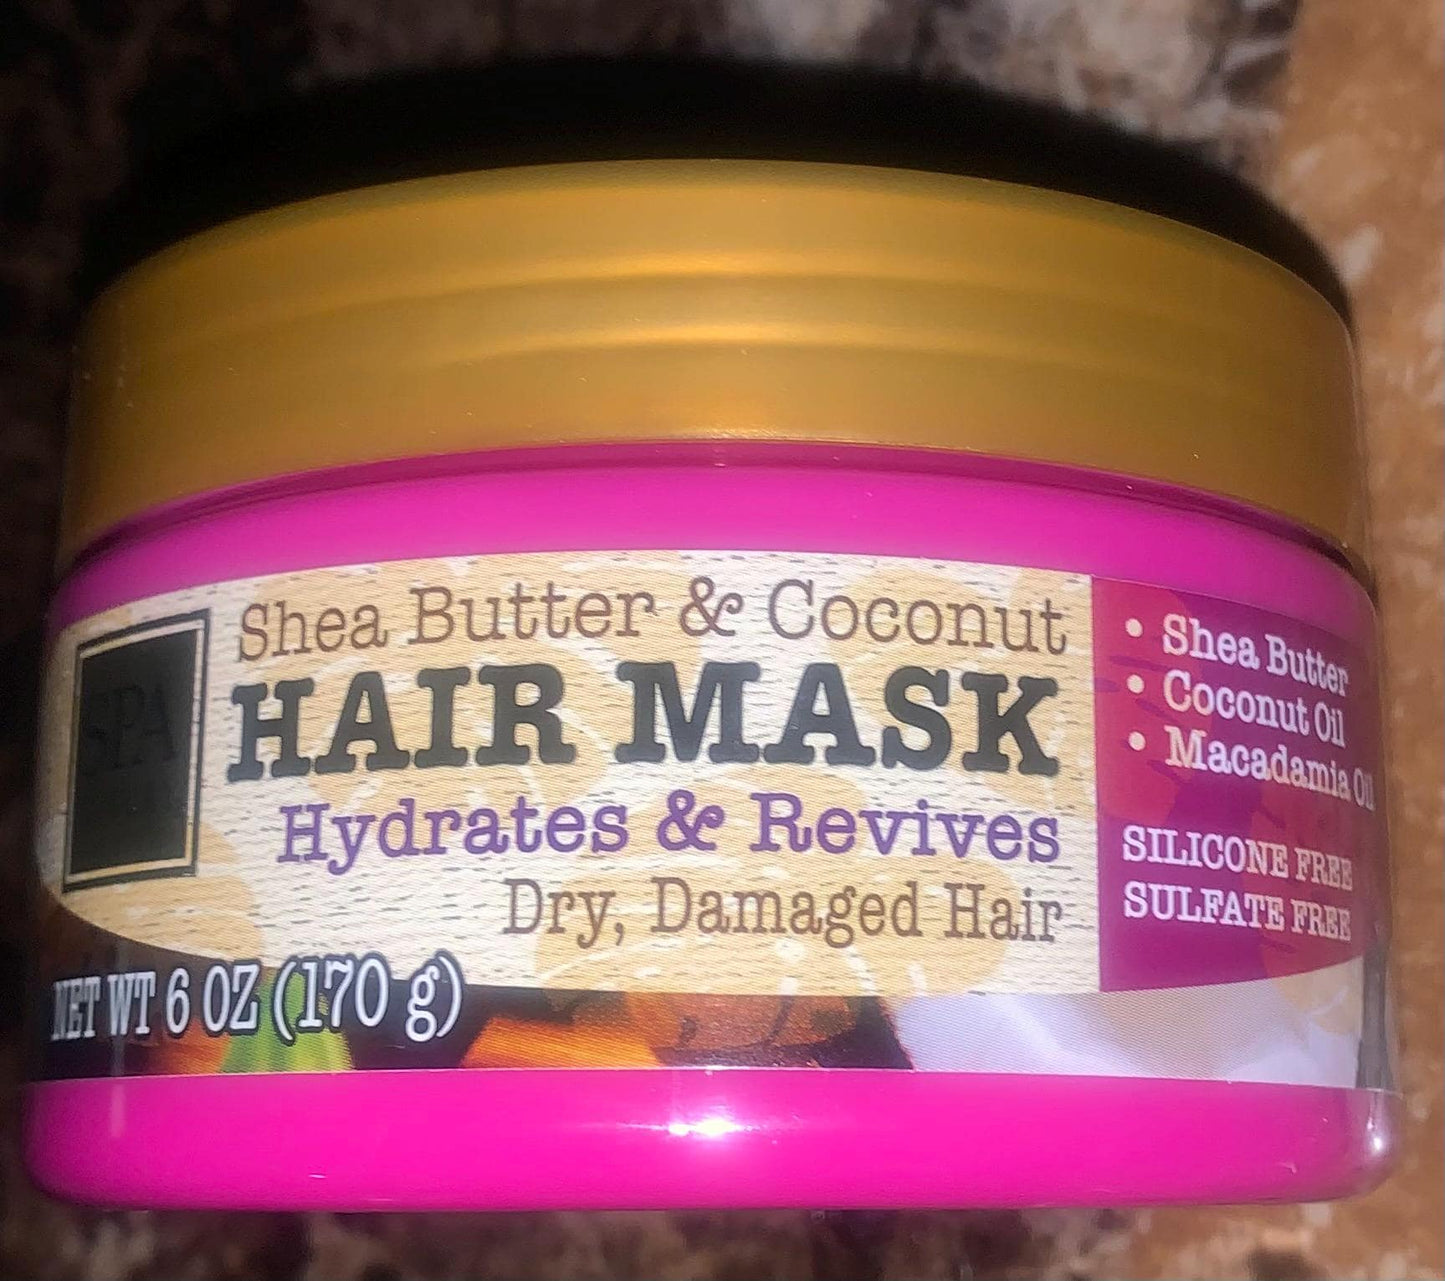 SPA
Shea Butter & Coconut
HAIR MASK
Hydrates & Revives
Dry, Damaged Hair
NET WT 6 OZ (170 g)
• Shea Butter
• Coconut Oil
• Macadamia Oil
SILICONE FREE
SULFATE FREE